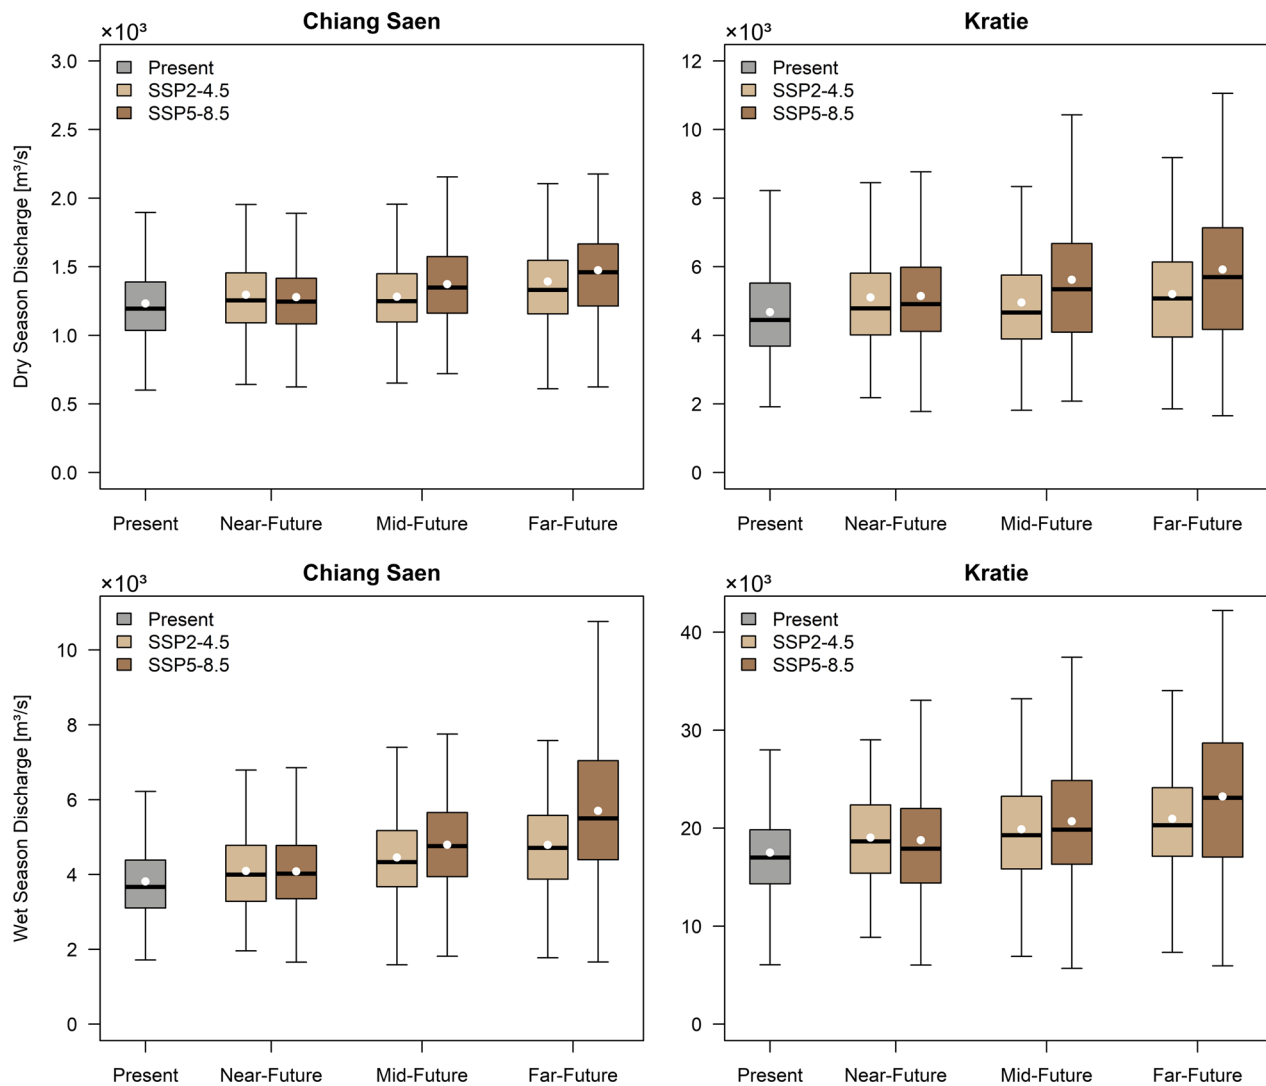 Chiang Saen
×10³
Dry Season Discharge [m³/s]
3.0
2.5
2.0
1.5
1.0
0.5
0.0
Present
SSP2-4.5
SSP5-8.5
Present Near-Future Mid-Future Far-Future
Kratie
×10³
12
10
8
6
4
2
0
Present
SSP2-4.5
SSP5-8.5
Present Near-Future Mid-Future Far-Future
Chiang Saen
×10³
Wet Season Discharge [m³/s]
10
8
6
4
2
0
Present
SSP2-4.5
SSP5-8.5
Present Near-Future Mid-Future Far-Future
Kratie
×10³
40
30
20
10
0
Present
SSP2-4.5
SSP5-8.5
Present Near-Future Mid-Future Far-Future